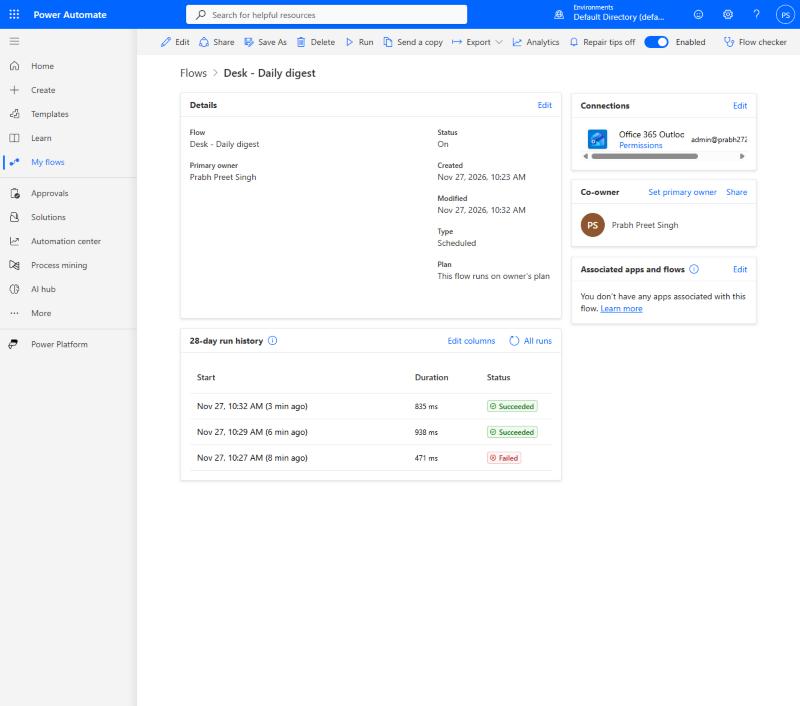 Power Automate
Search for helpful resources
Environments
Default Directory (defa...
PS
Edit
Share
Save As
Delete
Run
Send a copy
Export
Analytics
Repair tips off
Enabled
Flow checker
Home
Create
Templates
Learn
My flows
Approvals
Solutions
Automation center
Process mining
AI hub
More
Power Platform
Flows > Desk - Daily digest
Details
Edit
Flow
Desk - Daily digest
Primary owner
Prabh Preet Singh
Status
On
Created
Nov 27, 2026, 10:23 AM
Modified
Nov 27, 2026, 10:32 AM
Type
Scheduled
Plan
This flow runs on owner's plan
28-day run history
Edit columns
All runs
Start Duration Status
Nov 27, 10:32 AM (3 min ago) 835 ms Succeeded
Nov 27, 10:29 AM (6 min ago) 938 ms Succeeded
Nov 27, 10:27 AM (8 min ago) 471 ms Failed
Connections
Edit
Office 365 Outloc admin@prabh272
Permissions
Co-owner
Set primary owner
Share
PS Prabh Preet Singh
Associated apps and flows
Edit
You don't have any apps associated with this
flow. Learn more